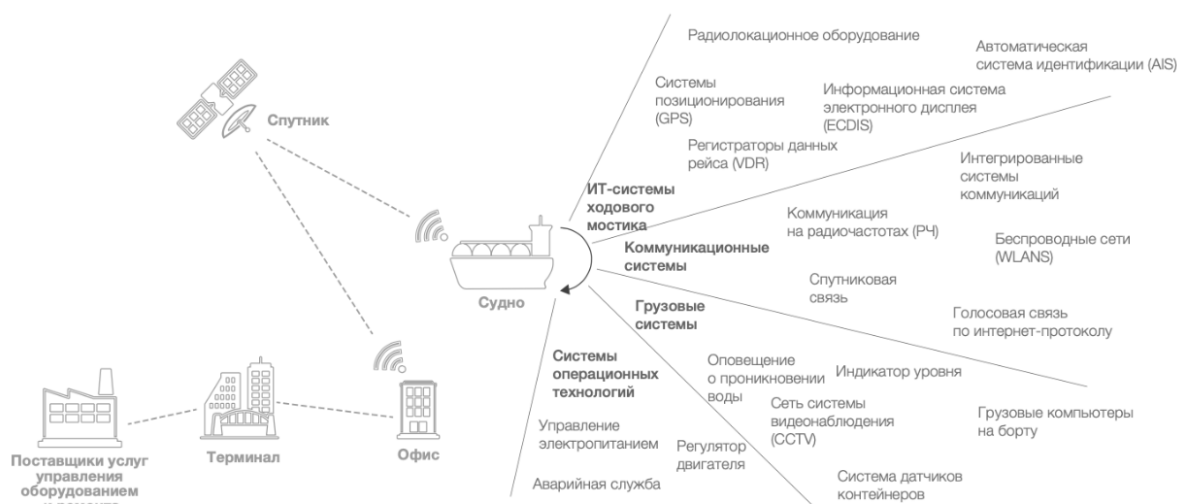 Радиолокационное оборудование
Автоматическая
система идентификации (AIS)
Системы
позиционирования
(GPS)
Информационная система
электронного дисплея
(ECDIS)
Регистраторы данных
рейса (VDR)
ИТ-системы
ходового
мостика
Спутник
Интегрированные
системы
коммуникаций
Коммуникация
на радиочастотах (РЧ)
Беспроводные сети
(WLANS)
Коммуникационные
системы
Спутниковая
связь
Голосовая связь
по интернет-протоколу
Судно
Грузовые
системы
Оповещение
о проникновении
воды
Индикатор уровня
Сеть системы
видеонаблюдения
(CCTV)
Грузовые компьютеры
на борту
Система датчиков
контейнеров
Системы
операционных
технологий
Управление
электропитанием
Регулятор
двигателя
Аварийная служба
Поставщики услуг
управления
оборудованием
Терминал
Офис